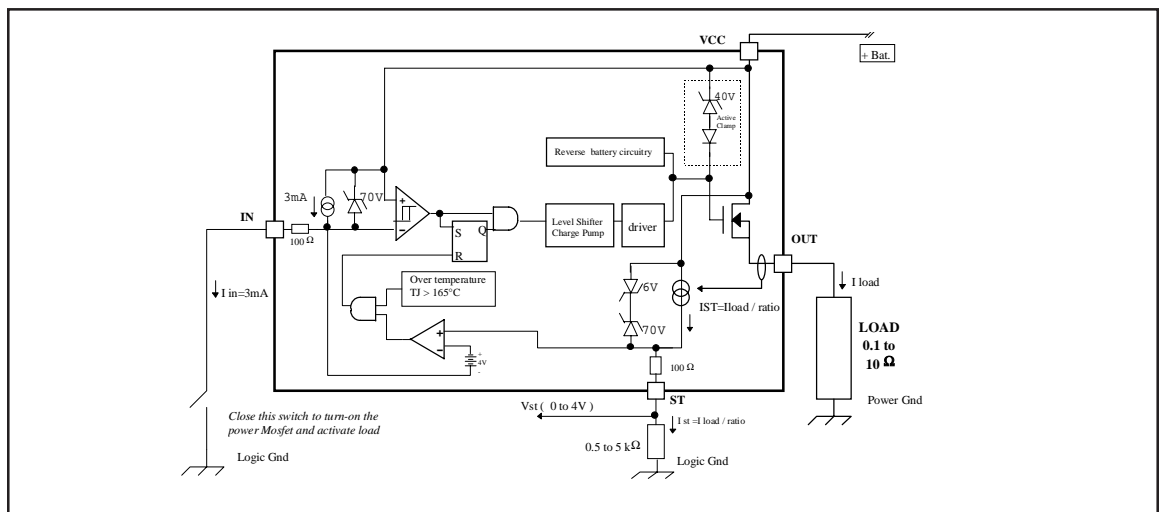 VCC
+ Bat.
40V
Active
Clamp
Reverse battery circuitry
3mA
70V
IN
100Ω
+
-
S
Q
R
Level Shifter
Charge Pump
driver
OUT
I in=3mA
Over temperature
TJ > 165°C
6V
70V
IST=Iload / ratio
I load
LOAD
0.1 to
10 Ω
+
-
+
4V
-
100 Ω
ST
Power Gnd
Vst ( 0 to 4V )
I st =I load / ratio
Close this switch to turn-on the
power Mosfet and activate load
0.5 to 5 kΩ
Logic Gnd
Logic Gnd